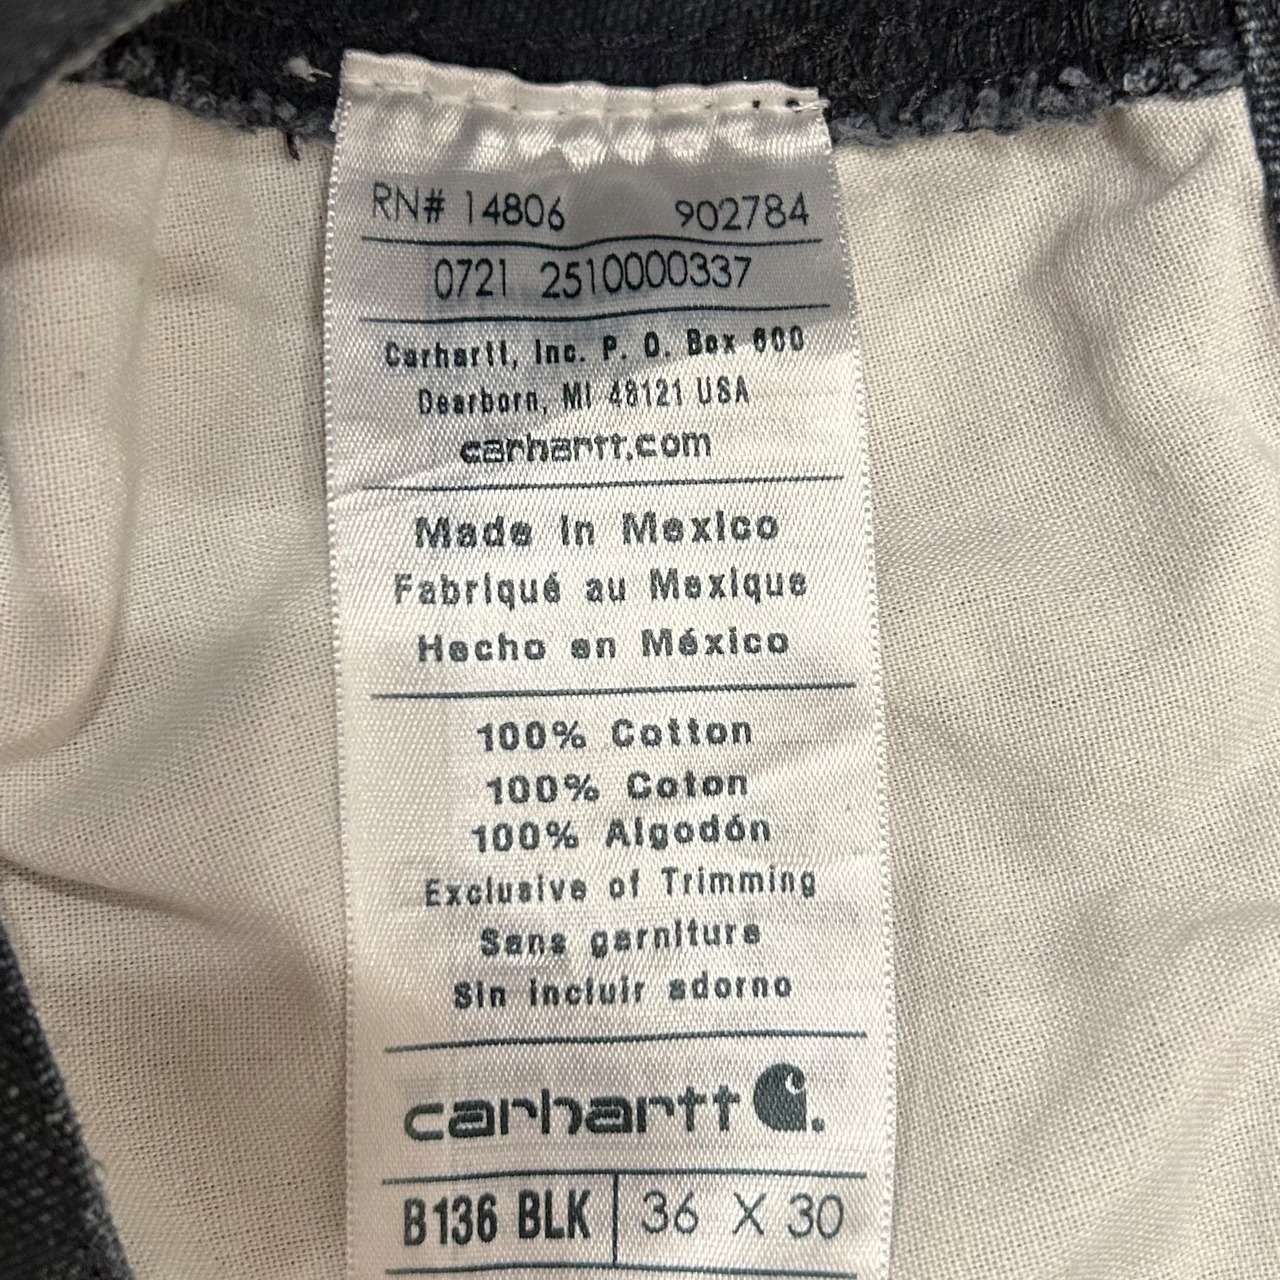 RN# 14806 902784
0721 2510000337
Carhartt, Inc. P. O. Box 600
Dearborn, MI 48121 USA
carhartt.com
Made in Mexico
Fabriqué au Mexique
Hecho en México
100% Cotton
100% Coton
100% Algodón
Exclusive of Trimming
Sans garniture
Sin incluir adorno
carhartt
B136 BLK 36 X 30